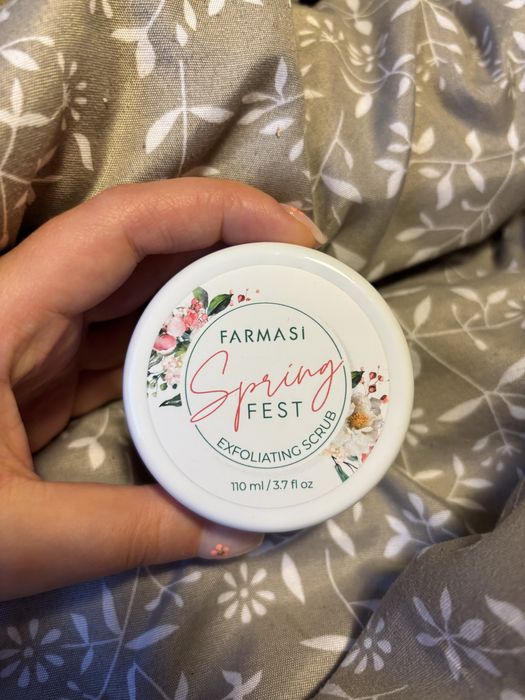 FARMASİ
Spring
FEST
EXFOLIATING SCRUB
110 ml / 3.7 fl oz